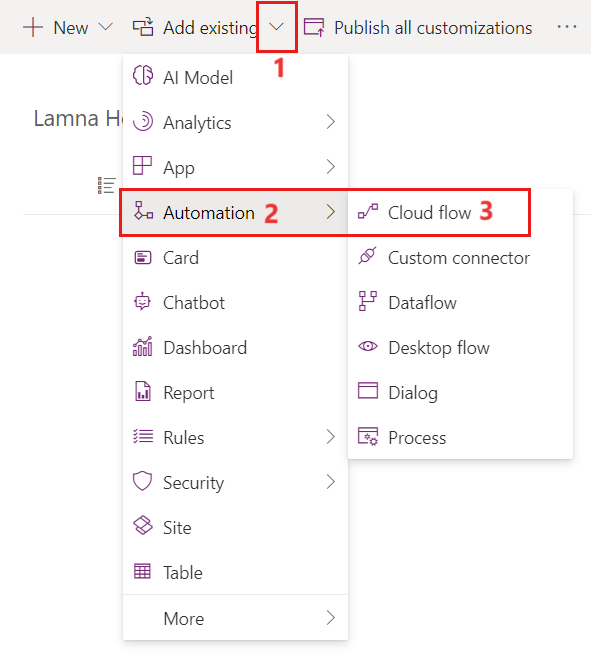 New Add existing Publish all customizations ...
1
AI Model
Lamna
Analytics
App
Automation 2 Cloud flow 3
Card Custom connector
Chatbot Dataflow
Dashboard Desktop flow
Report Dialog
Rules Process
Security
Site
Table
More